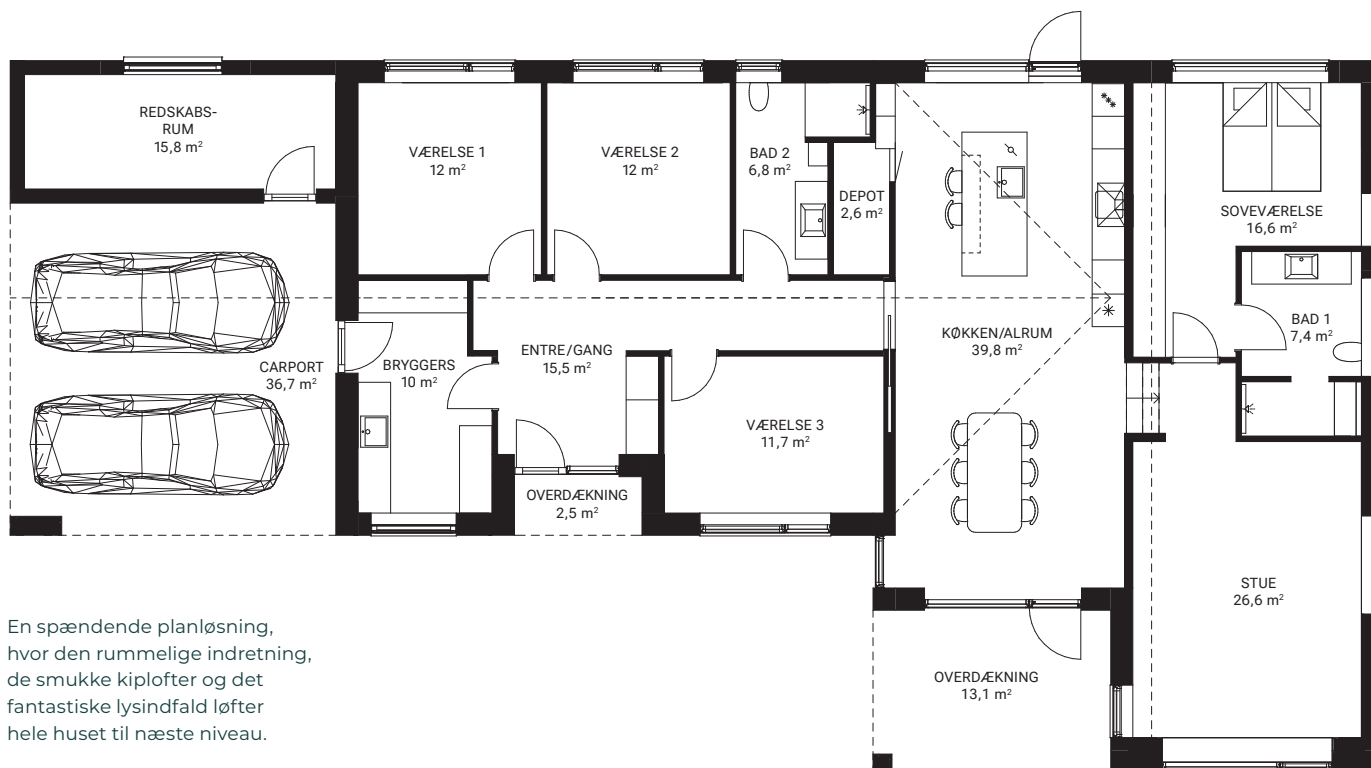 REDSKABS-
RUM
15,8 m²
VÆRELSE 1
12 m²
VÆRELSE 2
12 m²
BAD 2
6,8 m²
DEPOT
2,6 m²
SOVEVÆRELSE
16,6 m²
BAD 1
7,4 m²
KØKKEN/ALRUM
39,8 m²
ENTRE/GANG
15,5 m²
BRYGGERS
10 m²
CARPORT
36,7 m²
VÆRELSE 3
11,7 m²
OVERDÆKNING
2,5 m²
STUE
26,6 m²
OVERDÆKNING
13,1 m²
En spændende planløsning,
hvor den rummelige indretning,
de smukke kiplofter og det
fantastiske lysindfald løfter
hele huset til næste niveau.